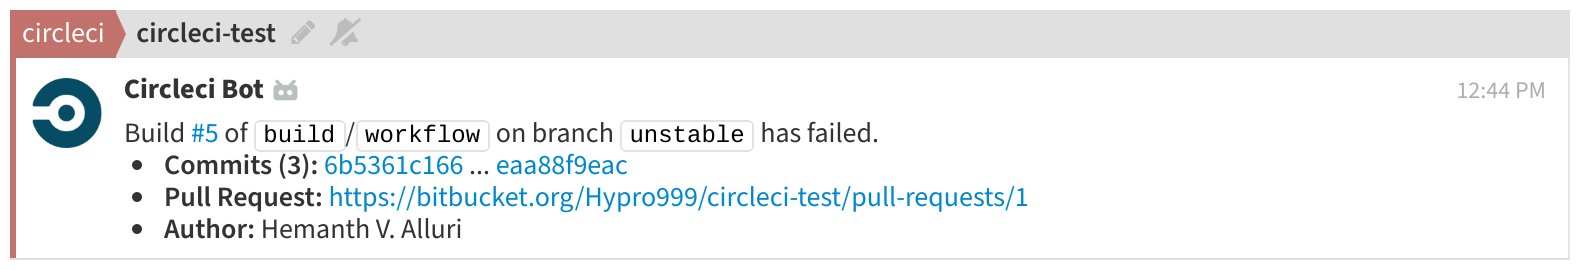 circleci circleci-test
Circleci Bot 12:44 PM
Build #5 of build/workflow on branch unstable has failed.
• Commits (3): 6b5361c166 ... eaa88f9eac
• Pull Request: https://bitbucket.org/Hypro999/circleci-test/pull-requests/1
• Author: Hemanth V. Alluri